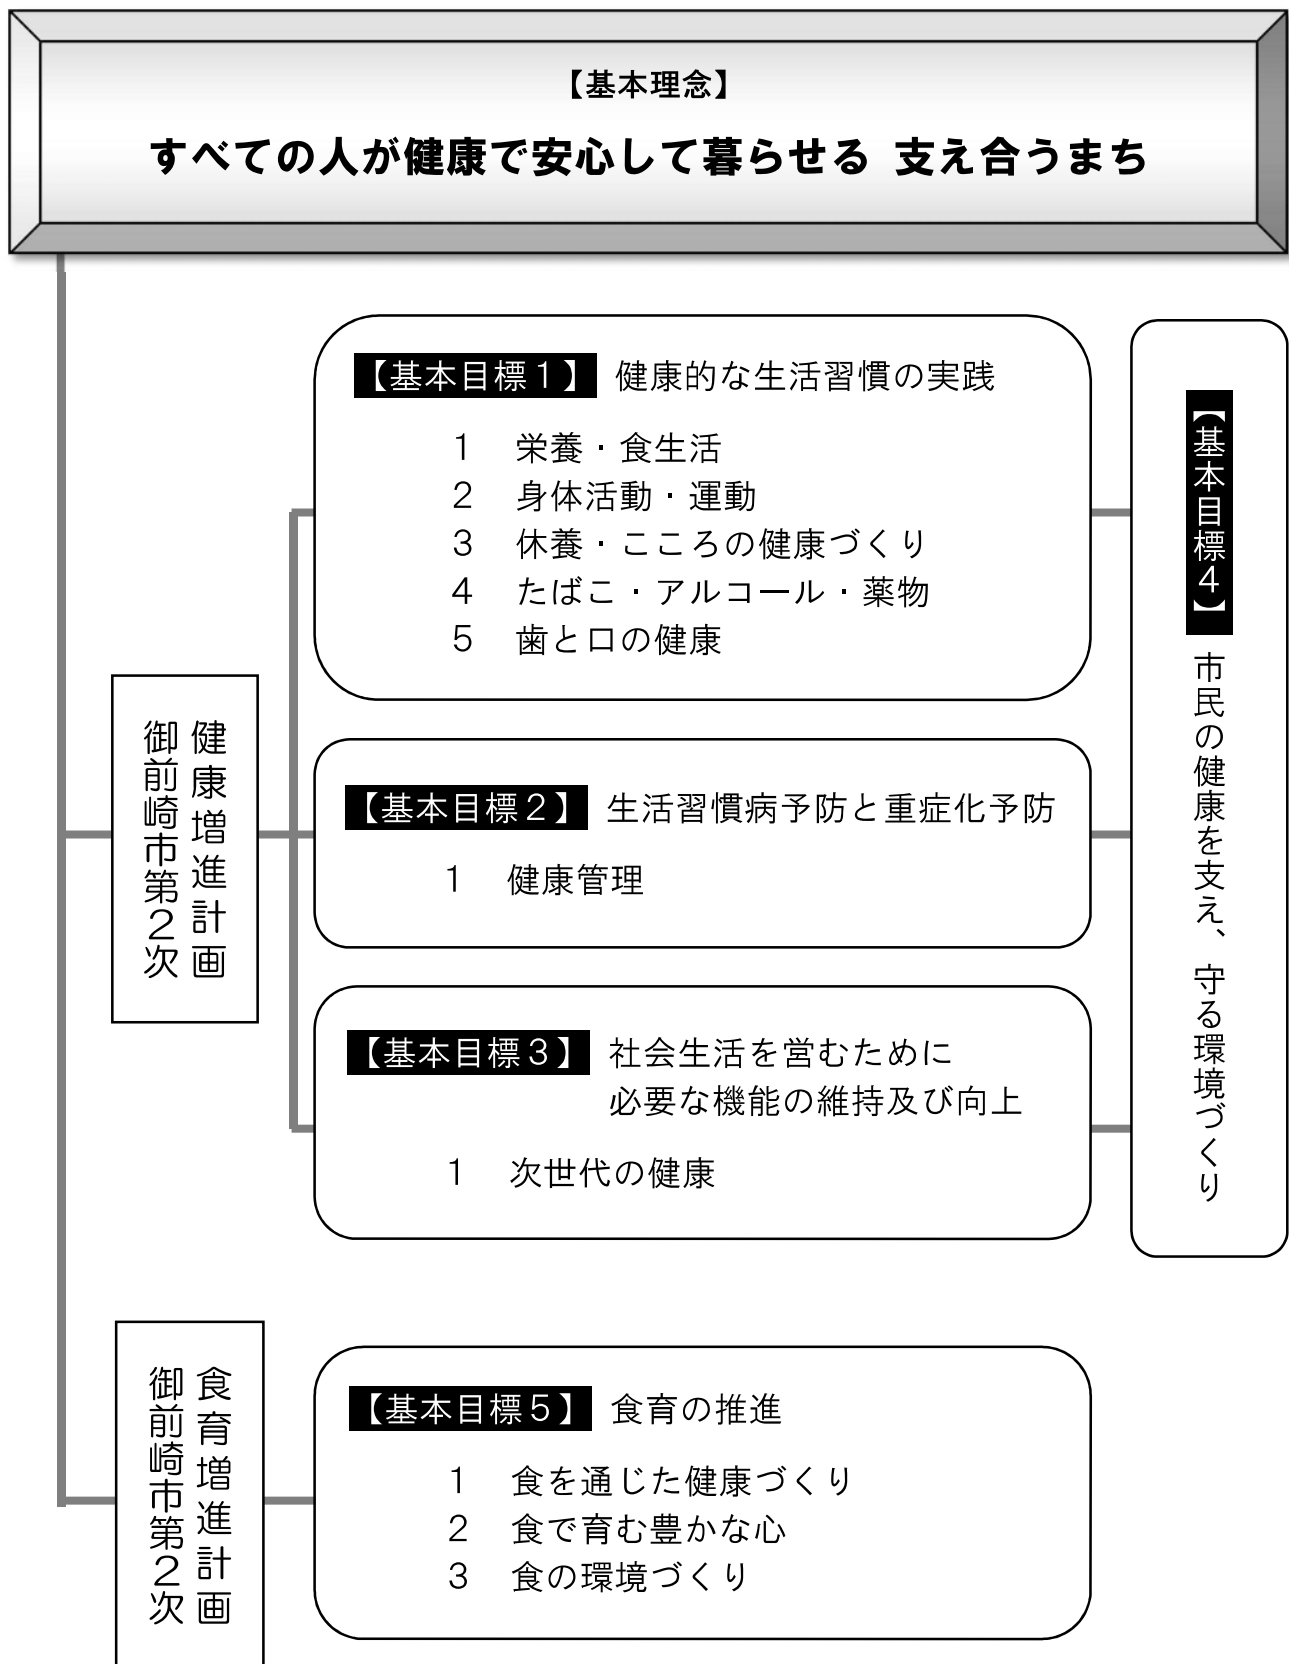 【基本理念】
すべての人が健康で安心して暮らせる 支え合うまち
【基本目標１】 健康的な生活習慣の実践
1 栄養・食生活
2 身体活動・運動
3 休養・こころの健康づくり
4 たばこ・アルコール・薬物
5 歯と口の健康
【基本目標４】 市民の健康を支え、守る環境づくり
健康増進計画
御前崎市第２次
【基本目標２】 生活習慣病予防と重症化予防
1 健康管理
【基本目標３】 社会生活を営むために
必要な機能の維持及び向上
1 次世代の健康
食育増進計画
御前崎市第２次
【基本目標５】 食育の推進
1 食を通じた健康づくり
2 食で育む豊かな心
3 食の環境づくり